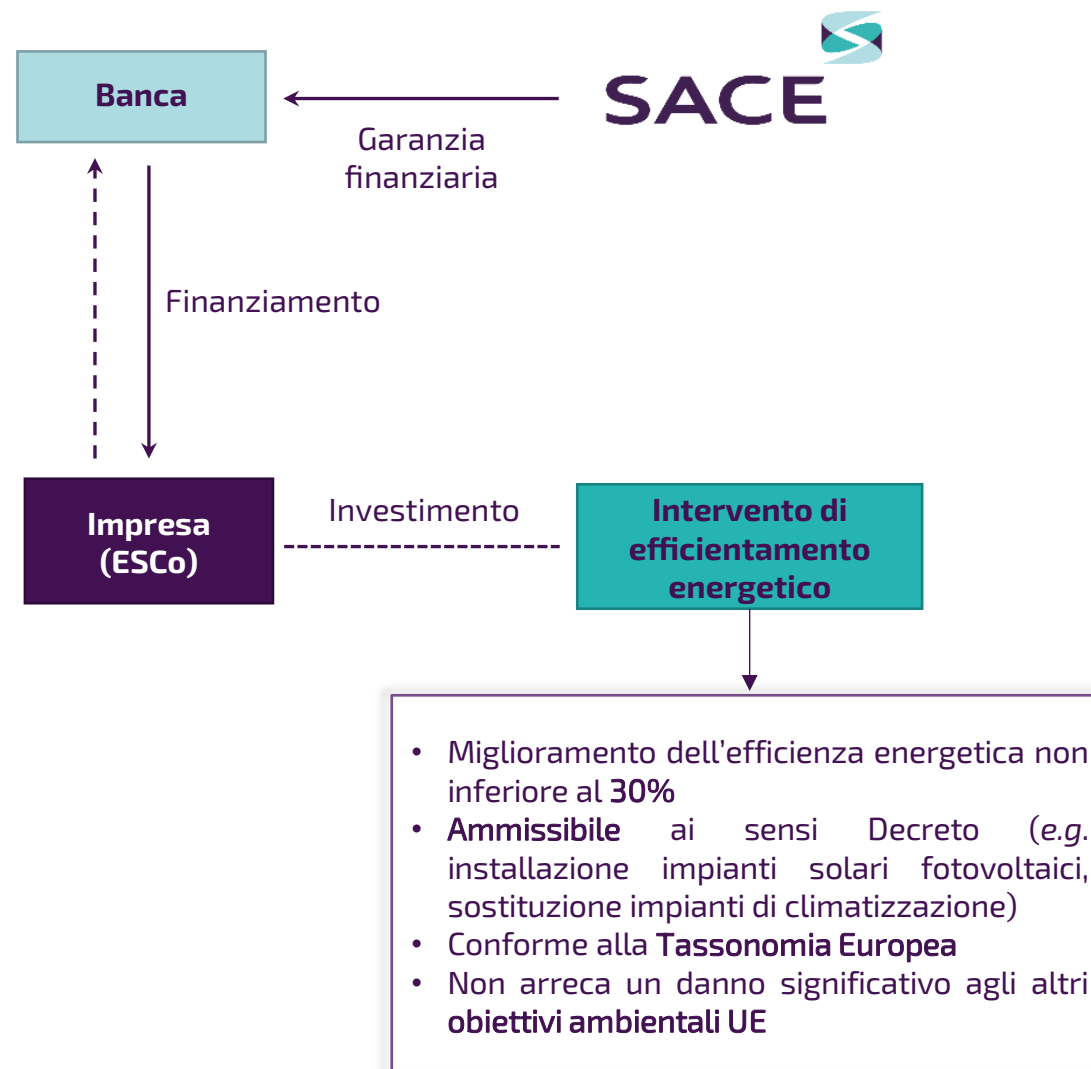 Banca
SACE
Garanzia
finanziaria
Finanziamento
Impresa
(ESCo)
Investimento
Intervento di
efficientamento
energetico
• Miglioramento dell’efficienza energetica non
inferiore al 30%
• Ammissibile ai sensi Decreto (e.g.
installazione impianti solari fotovoltaici,
sostituzione impianti di climatizzazione)
• Conforme alla Tassonomia Europea
• Non arreca un danno significativo agli altri
obiettivi ambientali UE